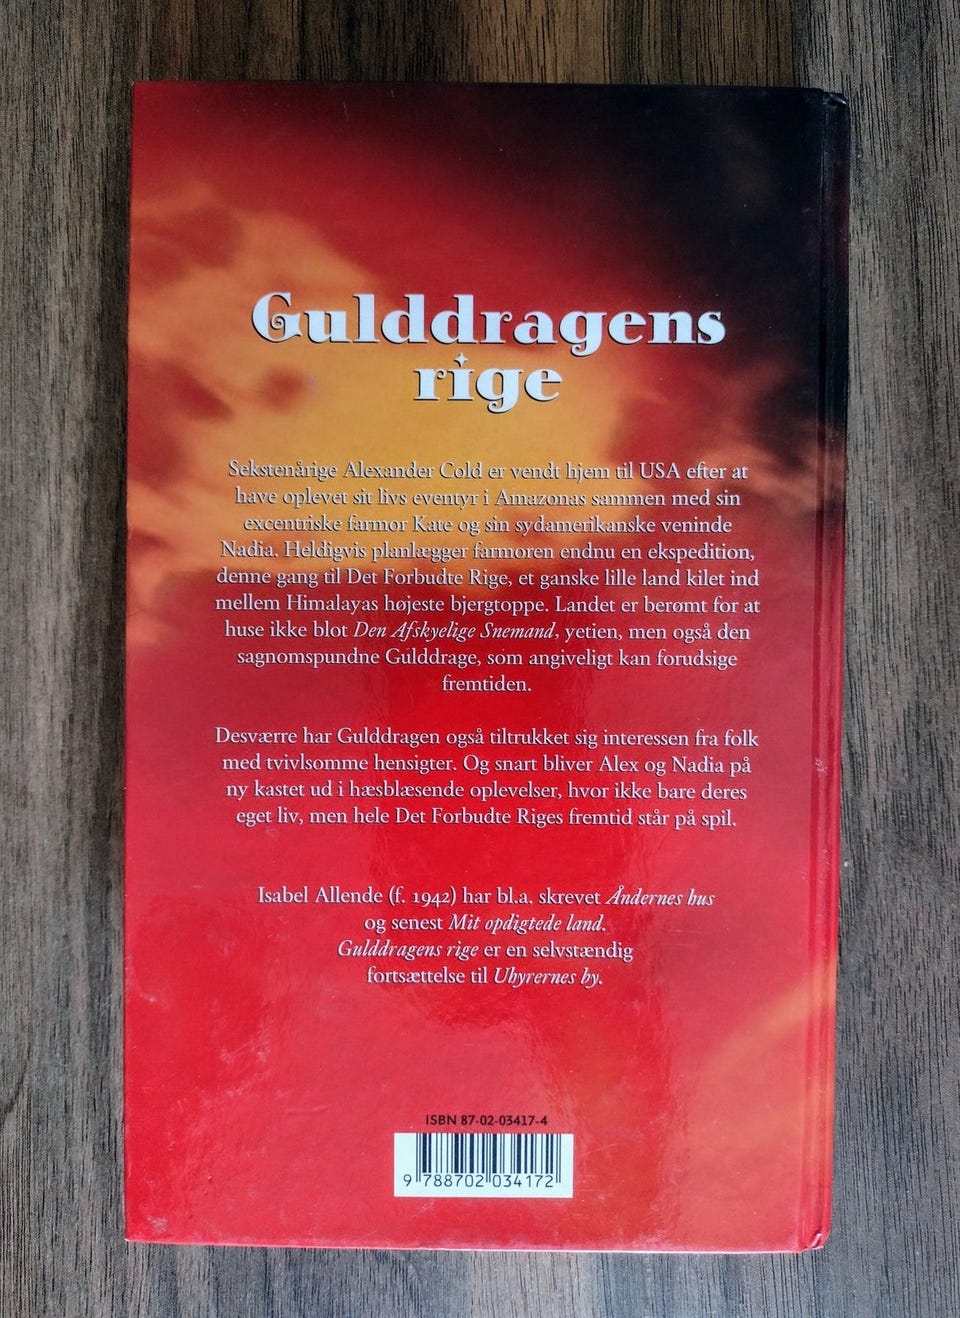 Gulddragens
rige
Sekstenårige Alexander Cold er vendt hjem til USA efter at
have oplevet sit livs eventyr i Amazonas sammen med sin
excentriske farmor Kate og sin sydamerikanske veninde
Nadia. Heldigvis planlægger farmoren endnu en ekspedition,
denne gang til Det Forbudte Rige, et ganske lille land kilet ind
mellem Himalayas højeste bjergtoppe. Landet er berømt for at
huse ikke blot Den Afskyelige Snemand, yetien, men også den
sagnomspundne Gulddrage, som angiveligt kan forudsige
fremtiden.
Desværre har Gulddragen også tiltrukket sig interessen fra folk
med tvivlsomme hensigter. Og snart bliver Alex og Nadia på
ny kastet ud i hæsblæsende oplevelser, hvor ikke bare deres
eget liv, men hele Det Forbudte Riges fremtid står på spil.
Isabel Allende (f. 1942) har bl.a. skrevet Åndernes hus
og senest Mit opdigtede land.
Gulddragens rige er en selvstændig
fortsættelse til Uhyrernes by.
ISBN 87-02-03417-4
9 788702 034172